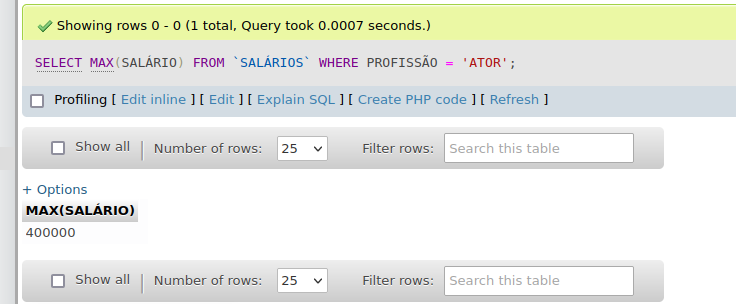 Showing rows 0 - 0 (1 total, Query took 0.0007 seconds.)
SELECT MAX(SALÁRIO) FROM `SALÁRIOS` WHERE PROFISSÃO = 'ATOR';
Profiling [ Edit inline ] [ Edit ] [ Explain SQL ] [ Create PHP code ] [ Refresh ]
Show all | Number of rows: 25 Filter rows: Search this table
+ Options
MAX(SALÁRIO)
400000
Show all | Number of rows: 25 Filter rows: Search this table